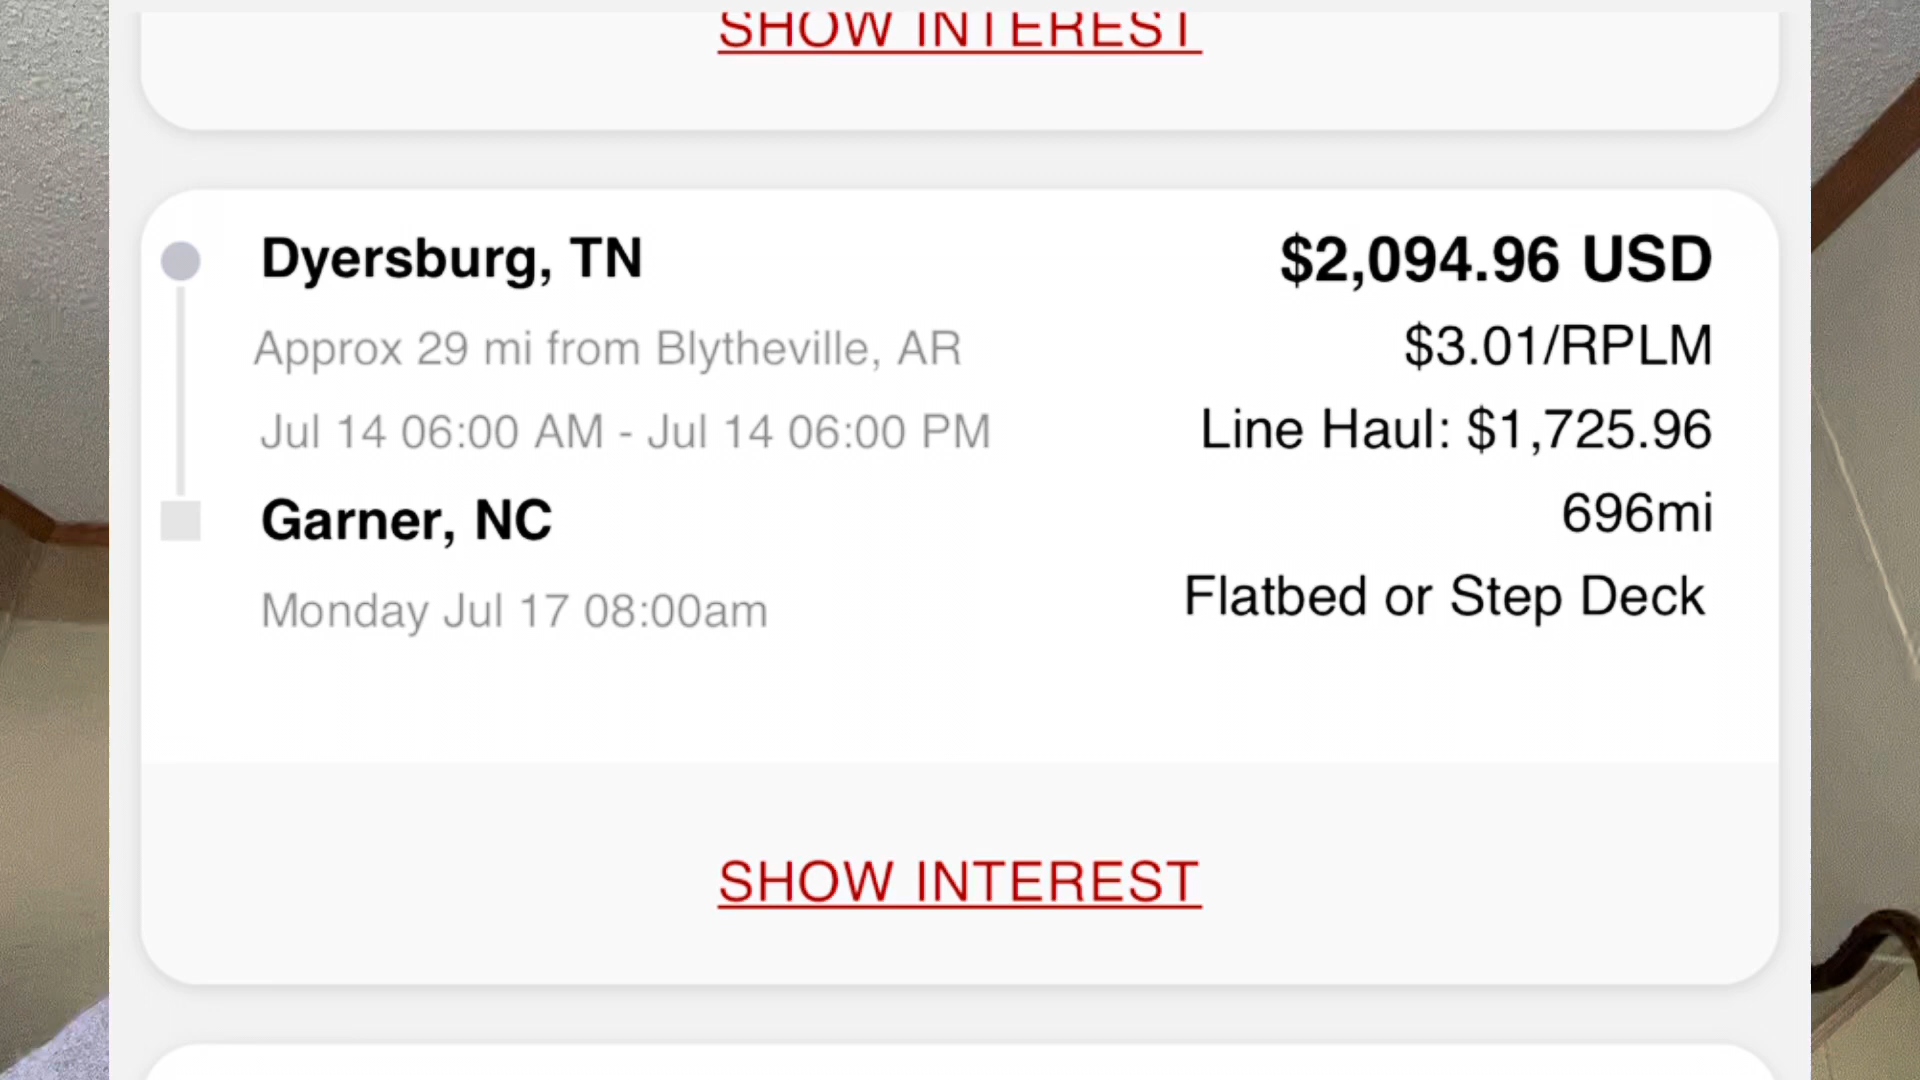 SHOW INTEREST
Dyersburg, TN
$2,094.96 USD
Approx 29 mi from Blytheville, AR
$3.01/RPLM
Jul 14 06:00 AM - Jul 14 06:00 PM
Line Haul: $1,725.96
Garner, NC
696mi
Monday Jul 17 08:00am
Flatbed or Step Deck
SHOW INTEREST